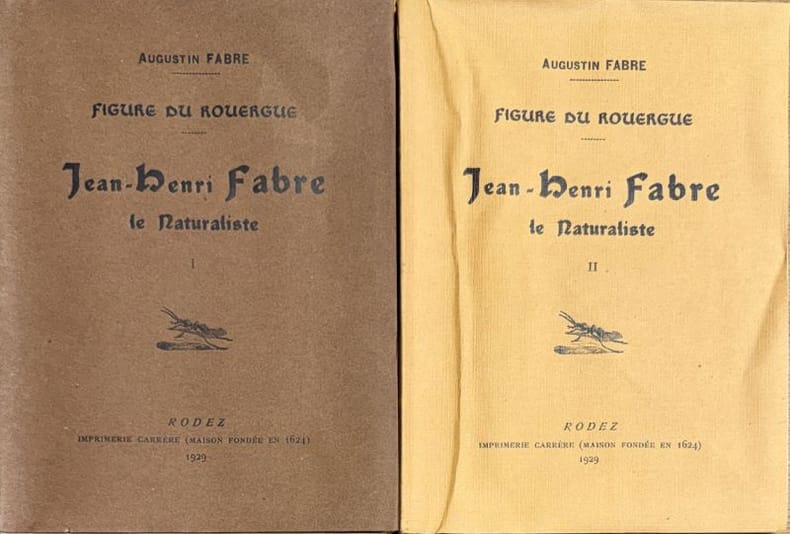 Augustin FABRE
FIGURE DU ROUERGUE
Jean-Henri Fabre
le Naturaliste
I
RODEZ
IMPRIMERIE CARRÈRE (MAISON FONDÉE EN 1624)
1929
Augustin FABRE
FIGURE DU ROUERGUE
Jean-Henri Fabre
le Naturaliste
II
RODEZ
IMPRIMERIE CARRÈRE (MAISON FONDÉE EN 1624)
1929